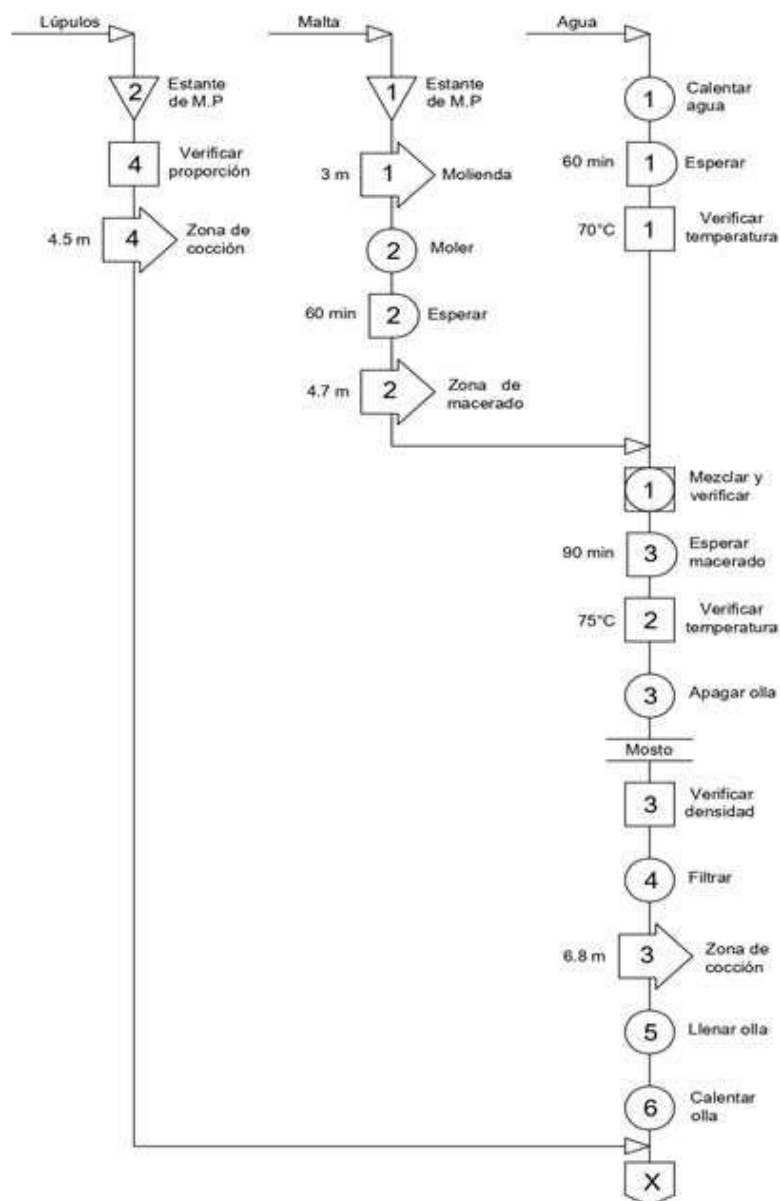 Lúpulos
Malta
Agua
2
Estante
de M.P
1
Estante
de M.P
1
Calentar
agua
4
Verificar
proporción
3 m
1
Molienda
60 min
1
Esperar
4.5 m
4
Zona de
cocción
2
Moler
70°C
1
Verificar
temperatura
60 min
2
Esperar
4.7 m
2
Zona de
macerado
1
Mezclar y
verificar
90 min
3
Esperar
macerado
75°C
2
Verificar
temperatura
3
Apagar olla
Mosto
3
Verificar
densidad
4
Filtrar
6.8 m
3
Zona de
cocción
5
Llenar olla
6
Calentar
olla
X